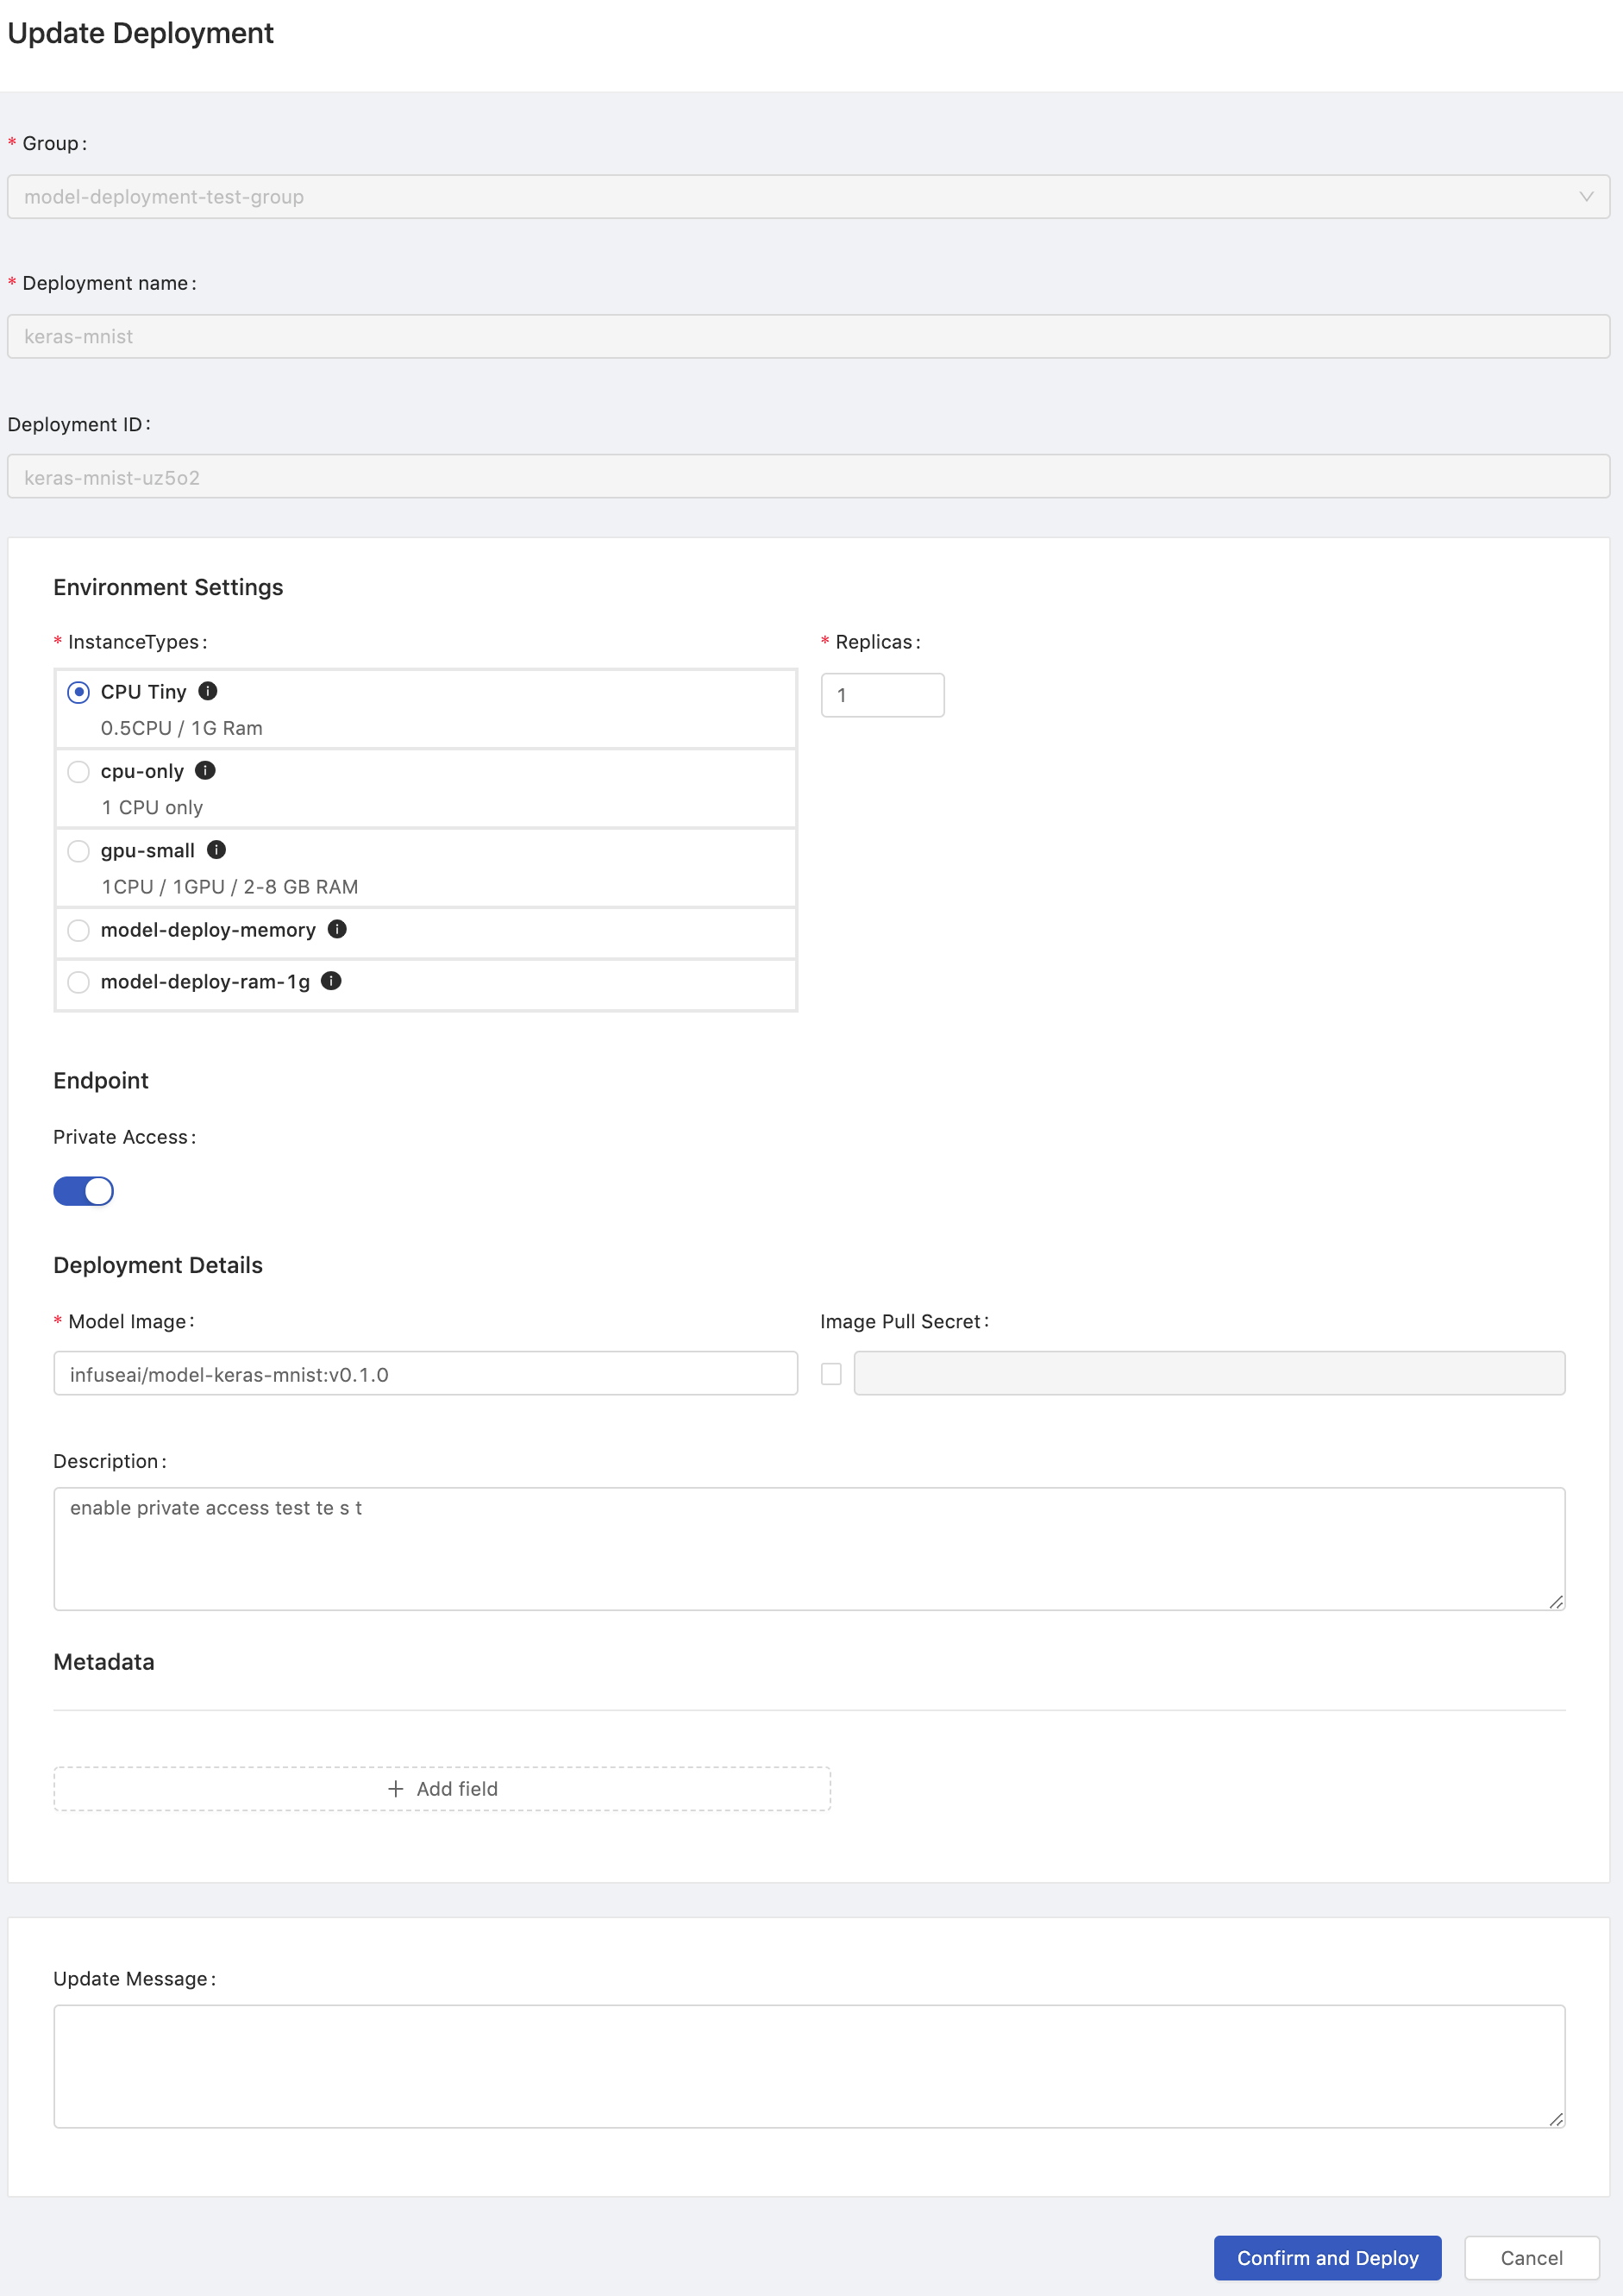 Update Deployment
* Group:
model-deployment-test-group
* Deployment name:
keras-mnist
Deployment ID:
keras-mnist-uz5o2
Environment Settings
* InstanceTypes:
CPU Tiny
0.5CPU / 1G Ram
cpu-only
1 CPU only
gpu-small
1CPU / 1GPU / 2-8 GB RAM
model-deploy-memory
model-deploy-ram-1g
* Replicas:
1
Endpoint
Private Access:
Deployment Details
* Model Image:
infuseai/model-keras-mnist:v0.1.0
Image Pull Secret:
Description:
enable private access test te s t
Metadata
+ Add field
Update Message:
Confirm and Deploy
Cancel